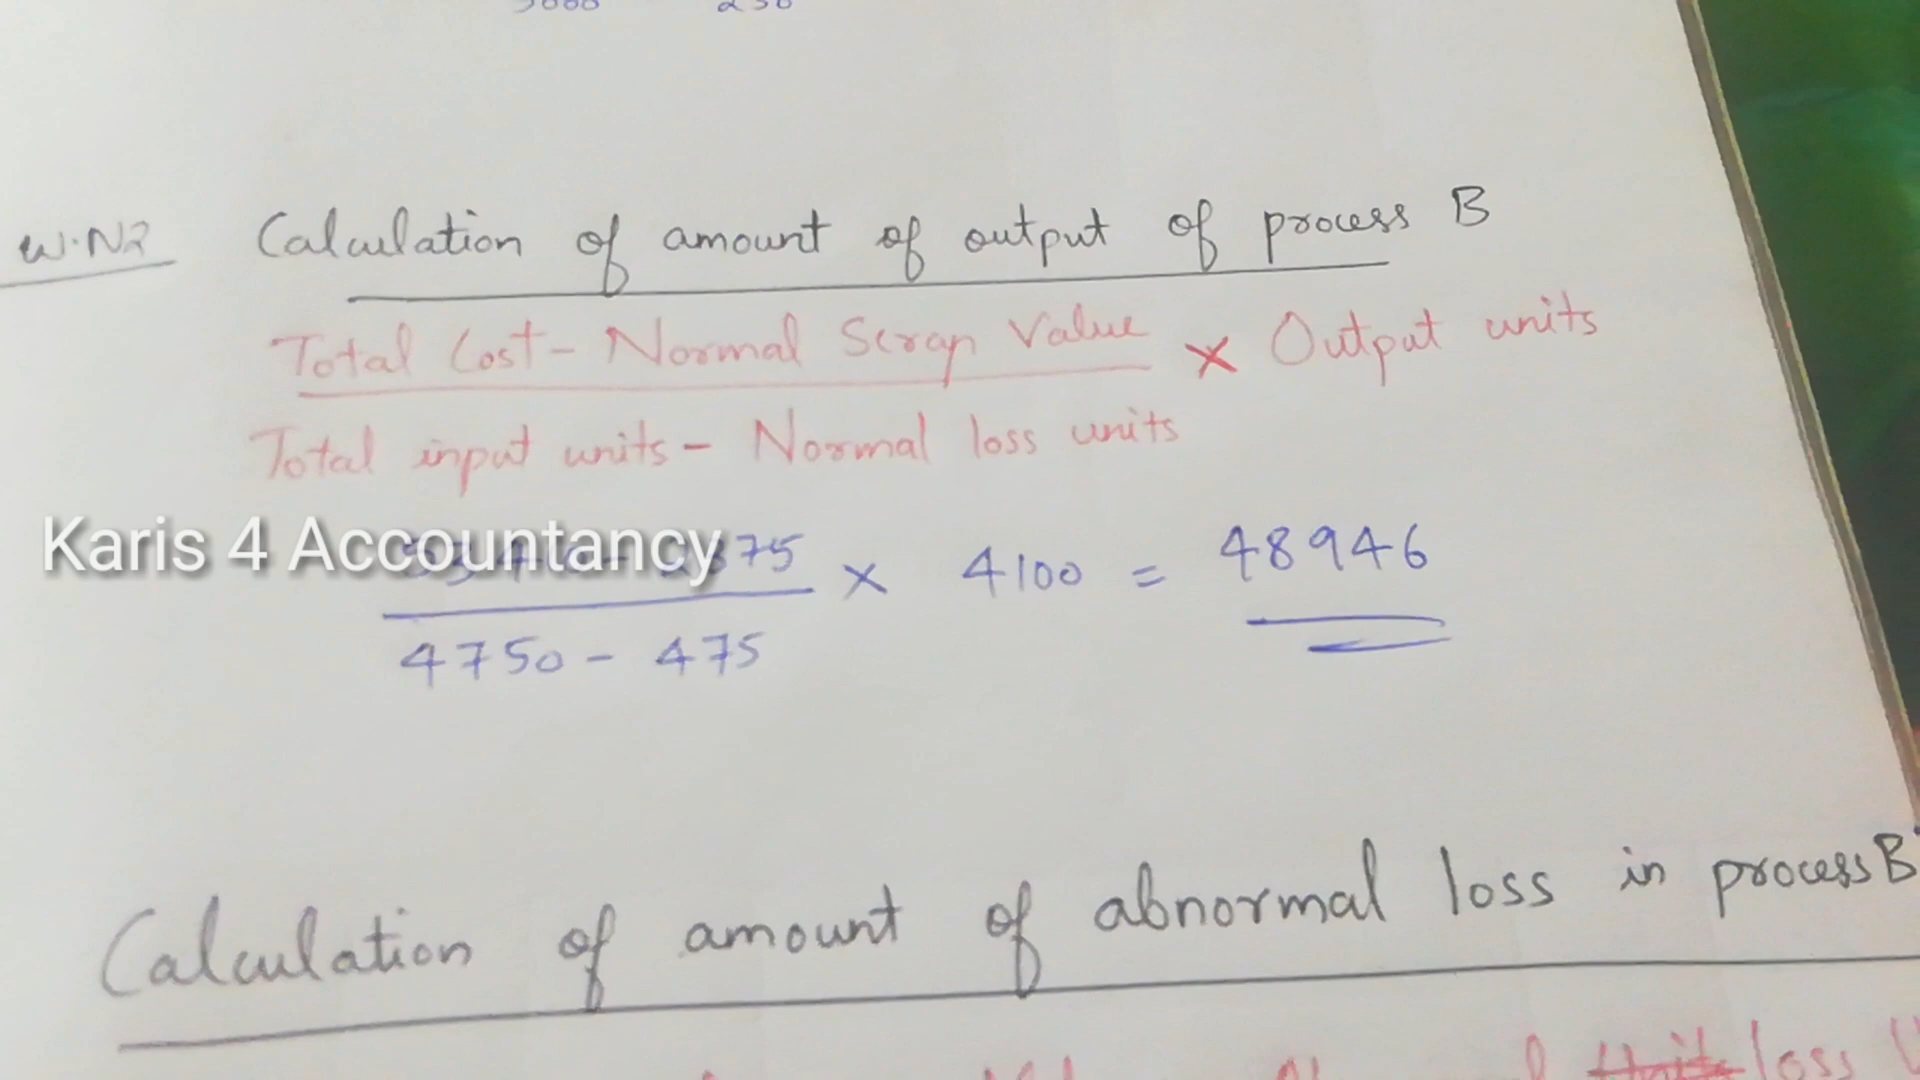 W.N2 Calculation of amount of output of process B
Total Cost - Normal Scrap Value × Output units
Total input units - Normal loss units
Karis 4 Accountancy
× 4100 = 48946
4750 - 475
Calculation of amount of abnormal loss in process B
loss